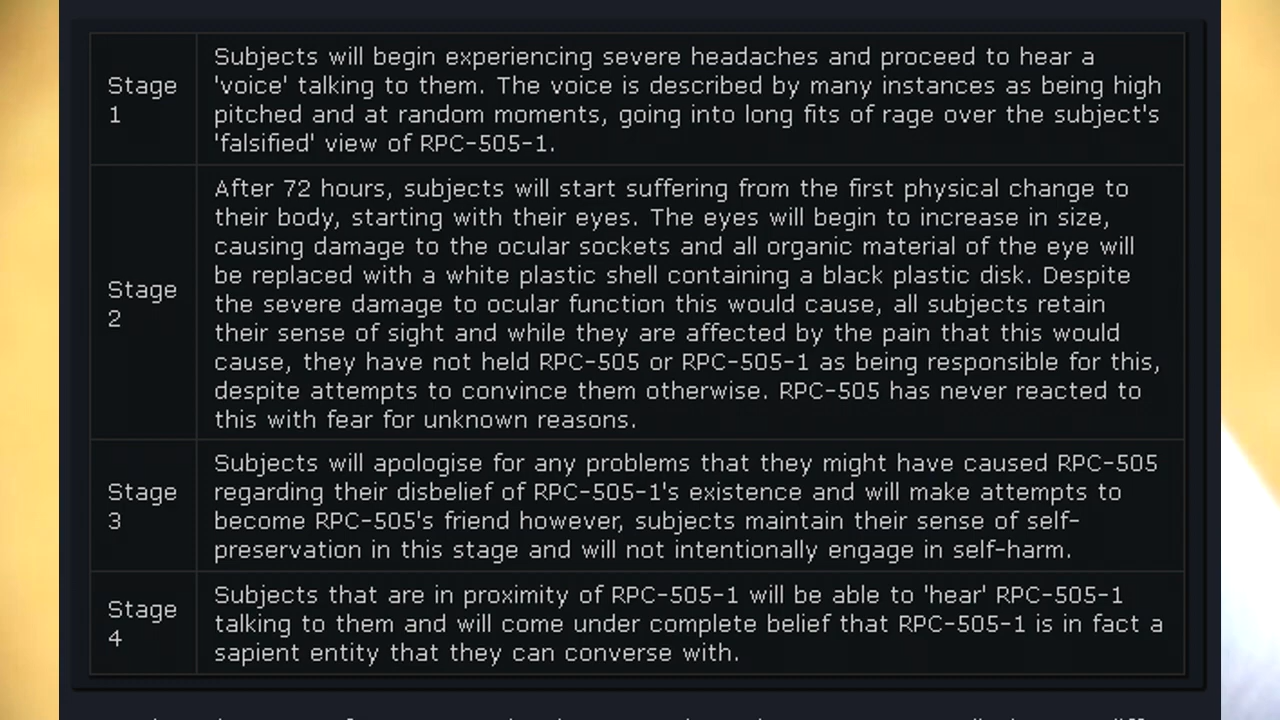 Stage
1
Subjects will begin experiencing severe headaches and proceed to hear a
'voice' talking to them. The voice is described by many instances as being high
pitched and at random moments, going into long fits of rage over the subject's
'falsified' view of RPC-505-1.
Stage
2
After 72 hours, subjects will start suffering from the first physical change to
their body, starting with their eyes. The eyes will begin to increase in size,
causing damage to the ocular sockets and all organic material of the eye will
be replaced with a white plastic shell containing a black plastic disk. Despite
the severe damage to ocular function this would cause, all subjects retain
their sense of sight and while they are affected by the pain that this would
cause, they have not held RPC-505 or RPC-505-1 as being responsible for this,
despite attempts to convince them otherwise. RPC-505 has never reacted to
this with fear for unknown reasons.
Stage
3
Subjects will apologise for any problems that they might have caused RPC-505
regarding their disbelief of RPC-505-1's existence and will make attempts to
become RPC-505's friend however, subjects maintain their sense of self-
preservation in this stage and will not intentionally engage in self-harm.
Stage
4
Subjects that are in proximity of RPC-505-1 will be able to 'hear' RPC-505-1
talking to them and will come under complete belief that RPC-505-1 is in fact a
sapient entity that they can converse with.